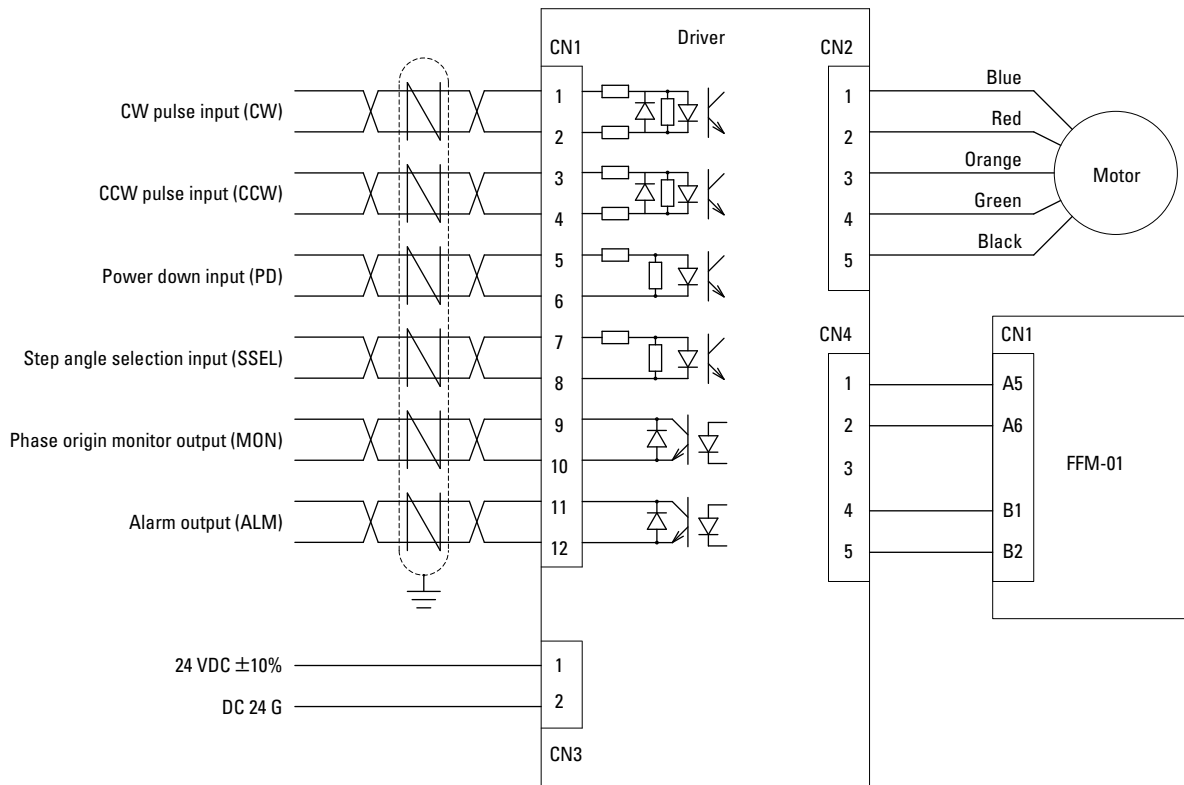 Driver
CN1
CN2
CW pulse input (CW)
1
2
CCW pulse input (CCW)
3
4
Power down input (PD)
5
6
Step angle selection input (SSEL)
7
8
Phase origin monitor output (MON)
9
10
Alarm output (ALM)
11
12
1
Blue
2
Red
3
Orange
4
Green
5
Black
Motor
CN4
CN1
1
A5
2
A6
3
FFM-01
4
B1
5
B2
24 VDC ±10%
1
DC 24 G
2
CN3